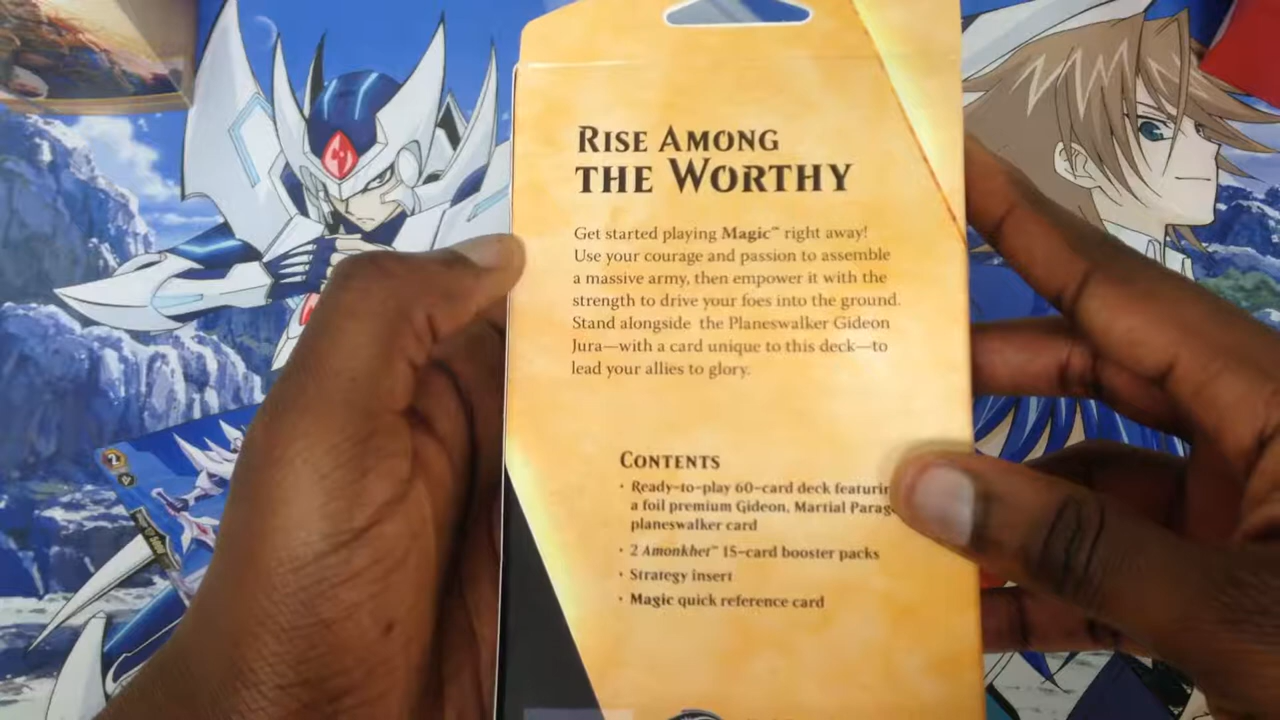 RISE AMONG
THE WORTHY
Get started playing Magic™ right away!
Use your courage and passion to assemble
a massive army, then empower it with the
strength to drive your foes into the ground.
Stand alongside the Planeswalker Gideon
Jura—with a card unique to this deck—to
lead your allies to glory.
CONTENTS
• Ready-to-play 60-card deck featurin
a foil premium Gideon, Martial Parag
planeswalker card
• 2 Amonkhet™ 15-card booster packs
• Strategy insert
• Magic quick reference card
2